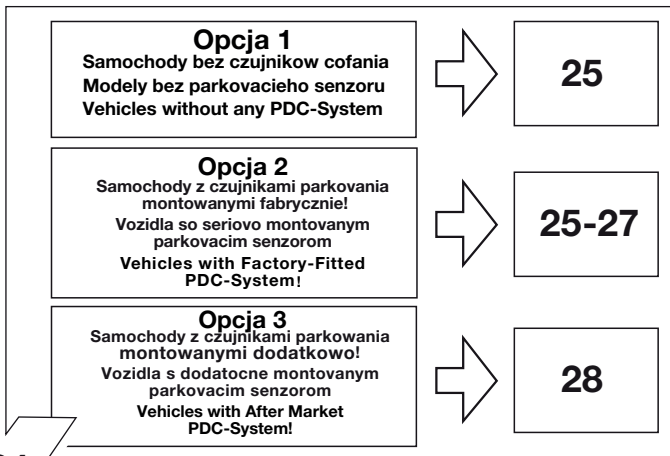 Opcja 1
Samochody bez czujnikow cofania
Modely bez parkovacieho senzoru
Vehicles without any PDC-System
25
Opcja 2
Samochody z czujnikami parkovania
montowanymi fabrycznie!
Vozidla so seriovo montovanym
parkovacim senzorom
Vehicles with Factory-Fitted
PDC-System!
25-27
Opcja 3
Samochody z czujnikami parkowania
montowanymi dodatkowo!
Vozidla s dodatocne montovanym
parkovacim senzorom
Vehicles with After Market
PDC-System!
28